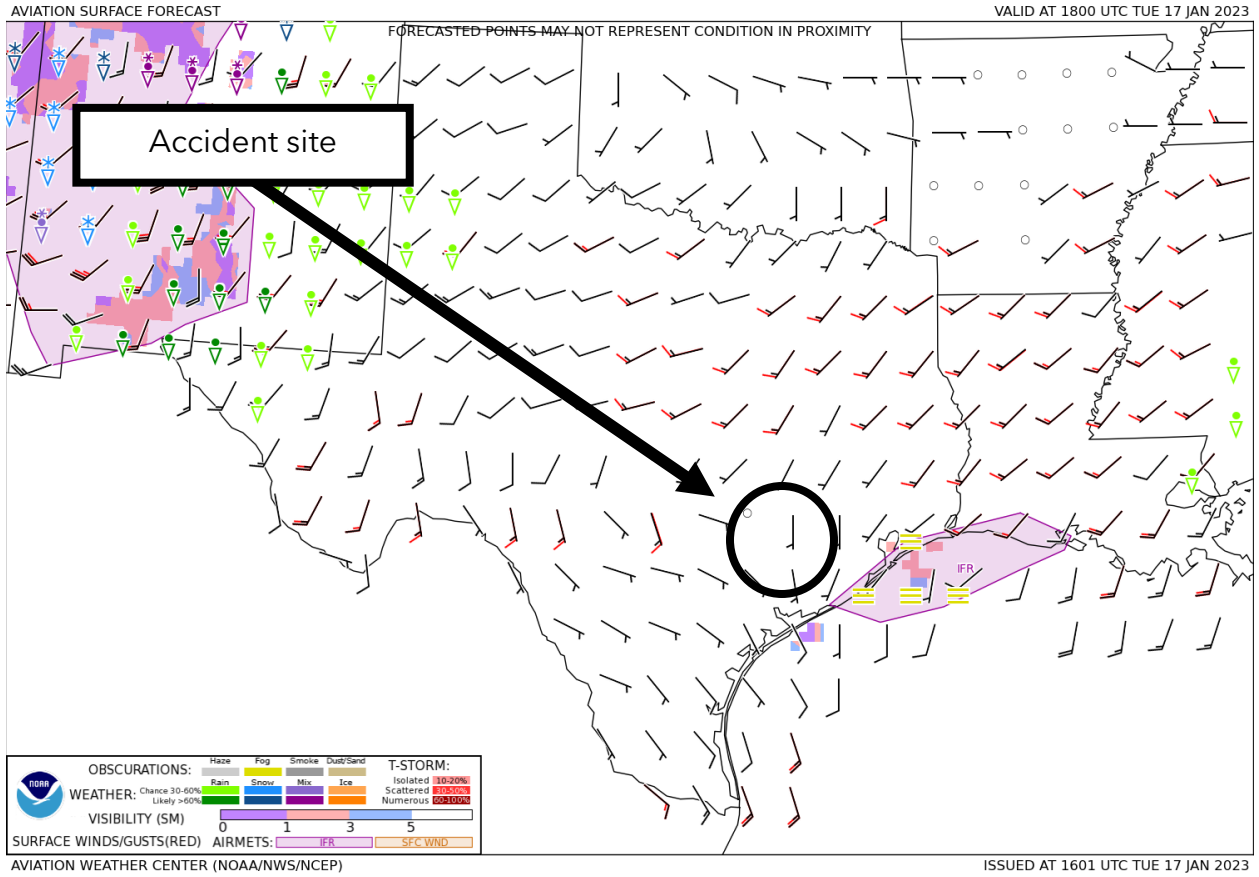 AVIATION SURFACE FORECAST
VALID AT 1800 UTC TUE 17 JAN 2023
FORECASTED POINTS MAY NOT REPRESENT CONDITION IN PROXIMITY
Accident site
IFR
NOAA
OBSCURATIONS:
Haze Fog Smoke Dust/Sand
T-STORM:
WEATHER:
Rain Snow Mix Ice
Chance 30-60%
Likely >60%
Isolated 10-20%
Scattered 30-50%
Numerous 60-100%
VISIBILITY (SM)
0 1 3 5
SURFACE WINDS/GUSTS(RED)
AIRMETS: IFR SFC WND
AVIATION WEATHER CENTER (NOAA/NWS/NCEP)
ISSUED AT 1601 UTC TUE 17 JAN 2023